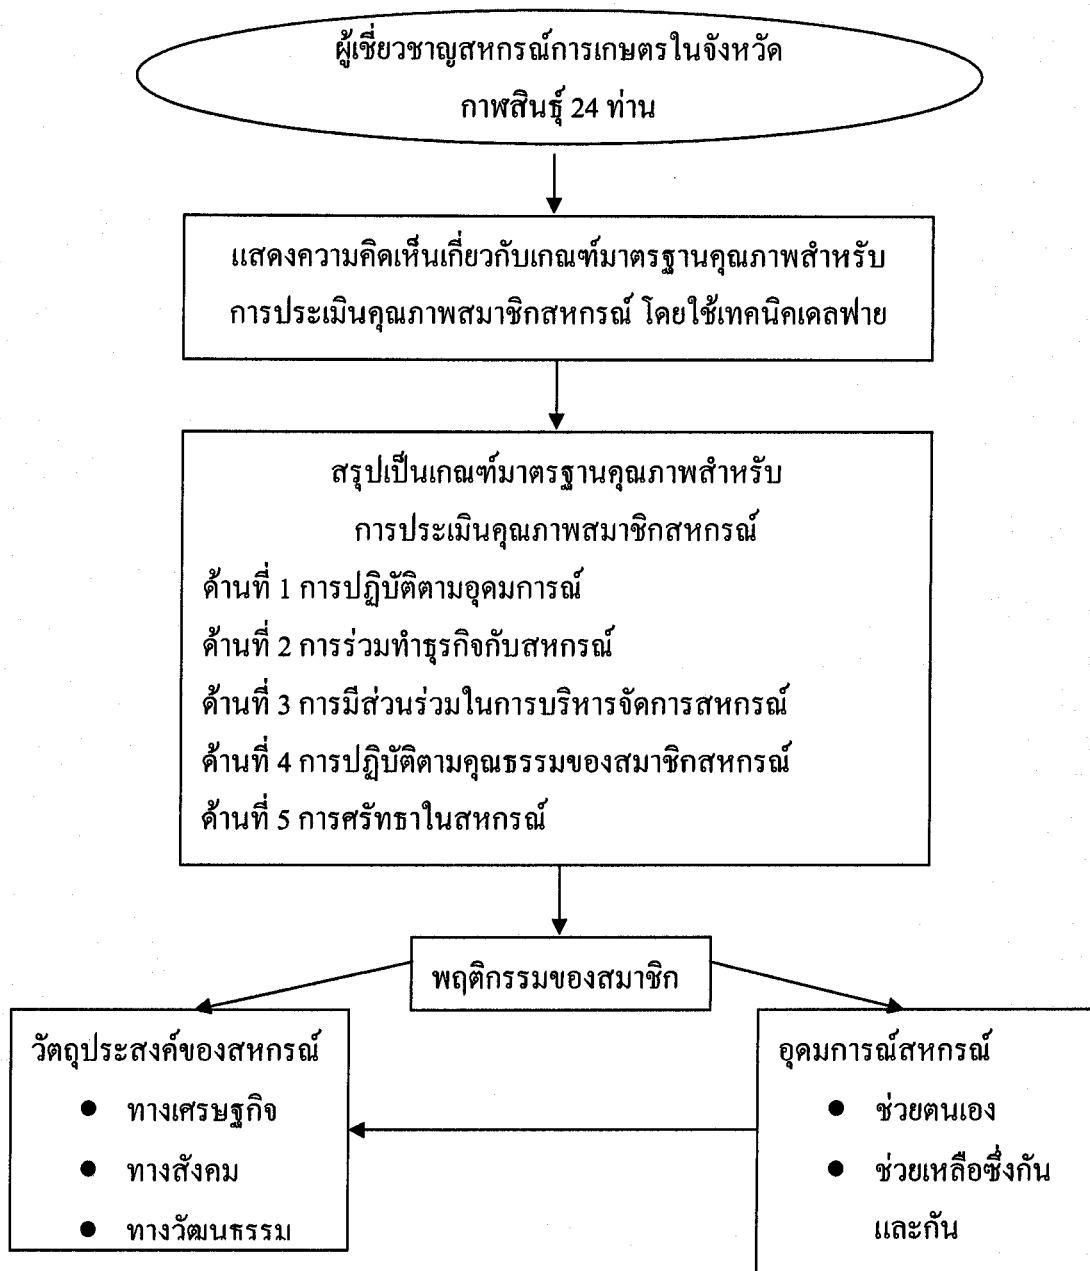 ผู้เชี่ยวชาญสหกรณ์การเกษตรในจังหวัด
กาฬสินธุ์ 24 ท่าน
แสดงความคิดเห็นเกี่ยวกับเกณฑ์มาตรฐานคุณภาพสำหรับ
การประเมินคุณภาพสมาชิกสหกรณ์ โดยใช้เทคนิคเดลฟาย
สรุปเป็นเกณฑ์มาตรฐานคุณภาพสำหรับ
การประเมินคุณภาพสมาชิกสหกรณ์
ด้านที่ 1 การปฏิบัติตามอุดมการณ์
ด้านที่ 2 การร่วมทำธุรกิจกับสหกรณ์
ด้านที่ 3 การมีส่วนร่วมในการบริหารจัดการสหกรณ์
ด้านที่ 4 การปฏิบัติตามคุณธรรมของสมาชิกสหกรณ์
ด้านที่ 5 การศรัทธาในสหกรณ์
พฤติกรรมของสมาชิก
วัตถุประสงค์ของสหกรณ์
● ทางเศรษฐกิจ
● ทางสังคม
● ทางวัฒนธรรม
อุดมการณ์สหกรณ์
● ช่วยตนเอง
● ช่วยเหลือซึ่งกัน
และกัน